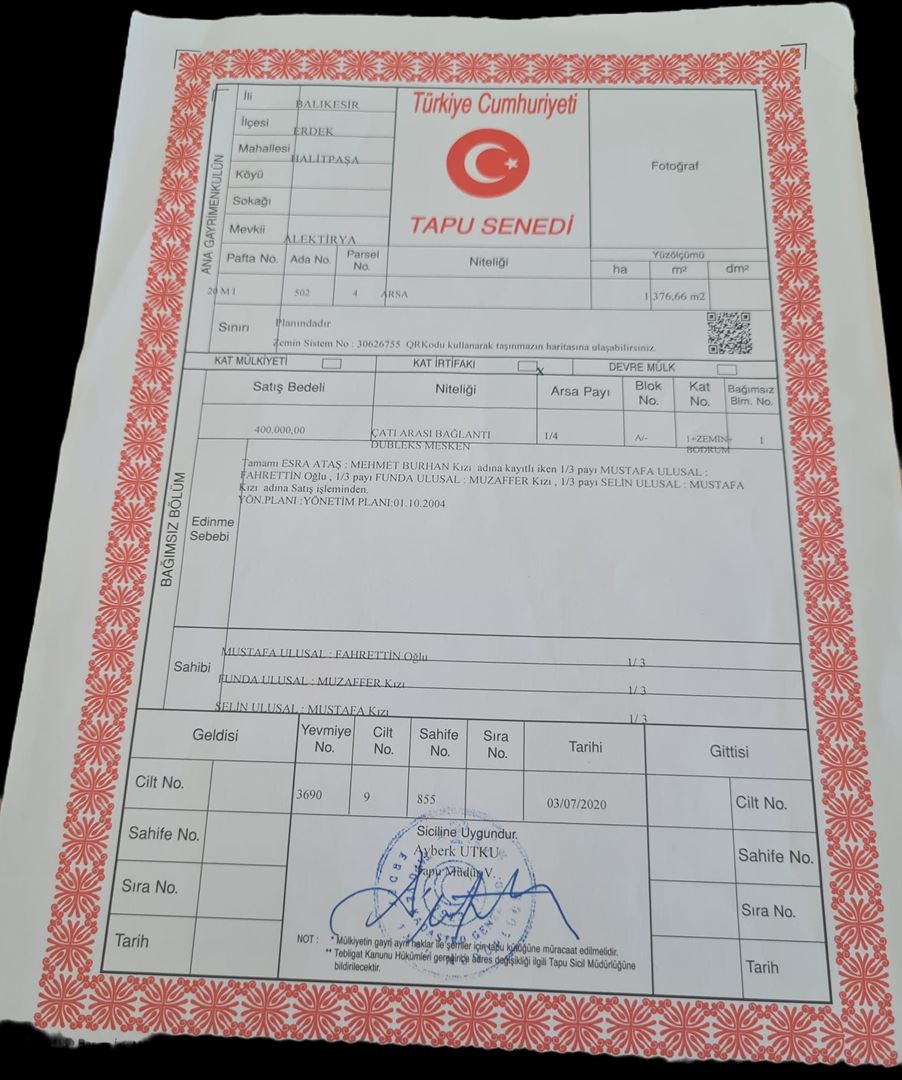 Türkiye Cumhuriyeti
TAPU SENEDİ
Fotoğraf
ANA GAYRİMENKULÜN
İli BALIKESİR
İlçesi ERDEK
Mahallesi HALİTPAŞA
Köyü
Sokağı
Mevkii ALEKTİRYA
Pafta No. Ada No. Parsel No. Niteliği Yüzölçümü
ha m² dm²
20 M 1 502 4 ARSA 1 376,66 m2
Sınırı Planındadır
Zemin Sistem No : 30626755 QRKodu kullanarak taşınmazın haritasına ulaşabilirsiniz.
KAT MÜLKİYETİ KAT İRTİFAKI x DEVRE MÜLK
BAĞIMSIZ BÖLÜM
Satış Bedeli Niteliği Arsa Payı Blok No. Kat No. Bağımsız Blm. No.
400.000,00 ÇATI ARASI BAĞLANTI 1/4 A/- 1+ZEMİN+ 1
DUBLEKS MESKEN BODRUM
Edinme Sebebi
Tamamı ESRA ATAŞ : MEHMET BURHAN Kızı adına kayıtlı iken 1/3 payı MUSTAFA ULUSAL :
FAHRETTİN Oğlu , 1/3 payı FUNDA ULUSAL : MUZAFFER Kızı , 1/3 payı SELİN ULUSAL : MUSTAFA
Kızı adına Satış işleminden.
YÖN.PLANI :YÖNETİM PLANI:01.10.2004
Sahibi
MUSTAFA ULUSAL : FAHRETTİN Oğlu 1/ 3
FUNDA ULUSAL : MUZAFFER Kızı 1/ 3
SELİN ULUSAL : MUSTAFA Kızı 1/ 3
Geldisi Yevmiye No. Cilt No. Sahife No. Sıra No. Tarihi Gittisi
3690 9 855 03/07/2020
Cilt No. Cilt No.
Sahife No. Sahife No.
Sıra No. Sıra No.
Tarih Tarih
Siciline Uygundur.
Ayberk UTKU
Tapu Müdür V.
NOT : * Mülkiyetin gayri ayni haklar ile şerhler için tapu kütüğüne müracaat edilmelidir.
** Tebligat Kanunu Hükümleri gereğince adres değişikliği ilgili Tapu Sicil Müdürlüğüne
bildirilecektir.